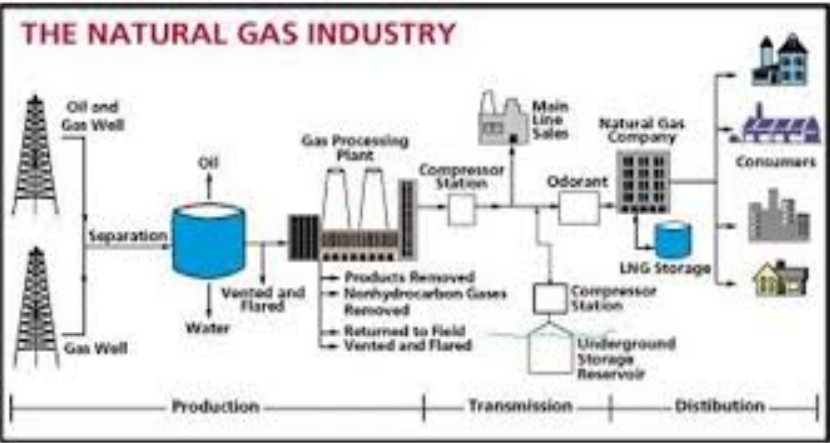 THE NATURAL GAS INDUSTRY
Oil and
Gas Well
Oil
Separation
Water
Gas Well
Vented and
Flared
Gas Processing
Plant
Products Removed
Nonhydrocarbon Gases
Removed
Returned to Field
Vented and Flared
Compressor
Station
Main
Line
Sales
Odorant
Compressor
Station
Underground
Storage
Reservoir
Natural Gas
Company
LNG Storage
Consumers
Production
Transmission
Distibution